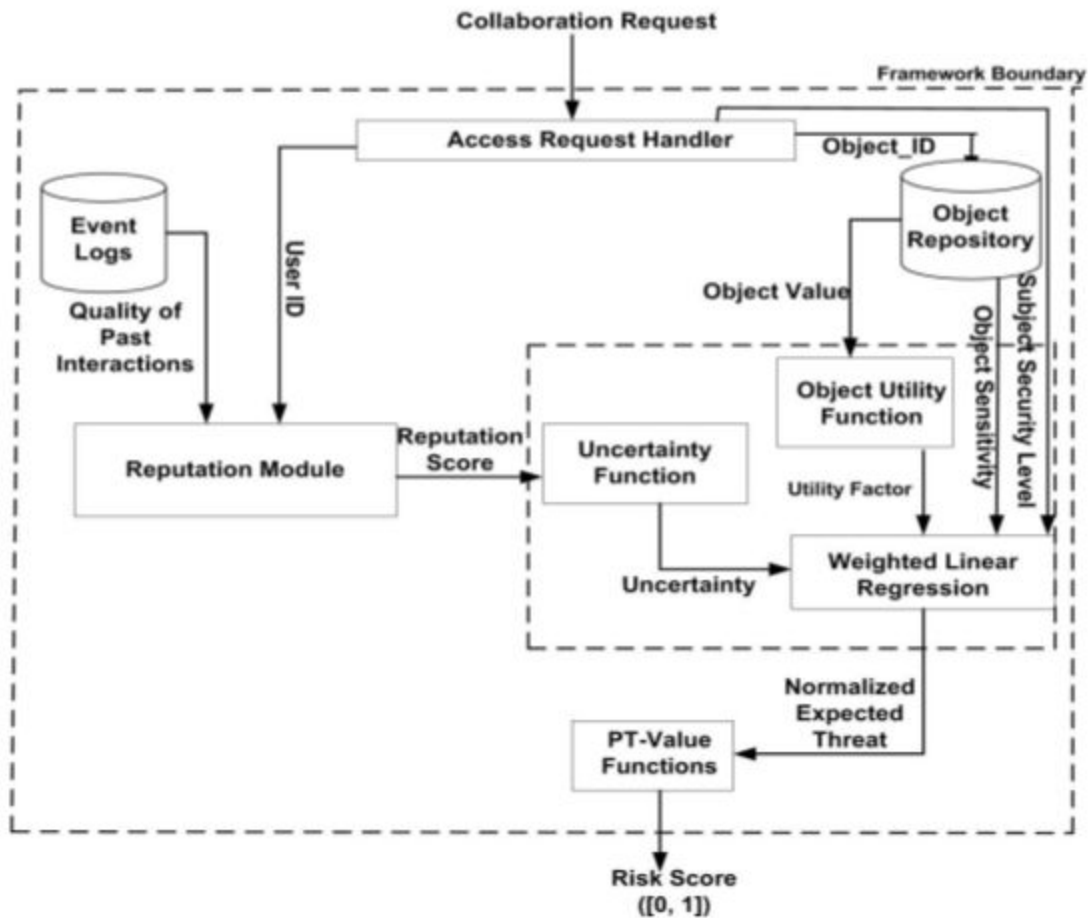 Collaboration Request
Framework Boundary
Access Request Handler
Object_ID
Event
Logs
Object
Repository
User ID
Quality of
Past
Interactions
Object Value
Object Sensitivity
Subject Security Level
Object Utility
Function
Reputation Module
Reputation
Score
Uncertainty
Function
Utility Factor
Uncertainty
Weighted Linear
Regression
Normalized
Expected
Threat
PT-Value
Functions
Risk Score
([0, 1])